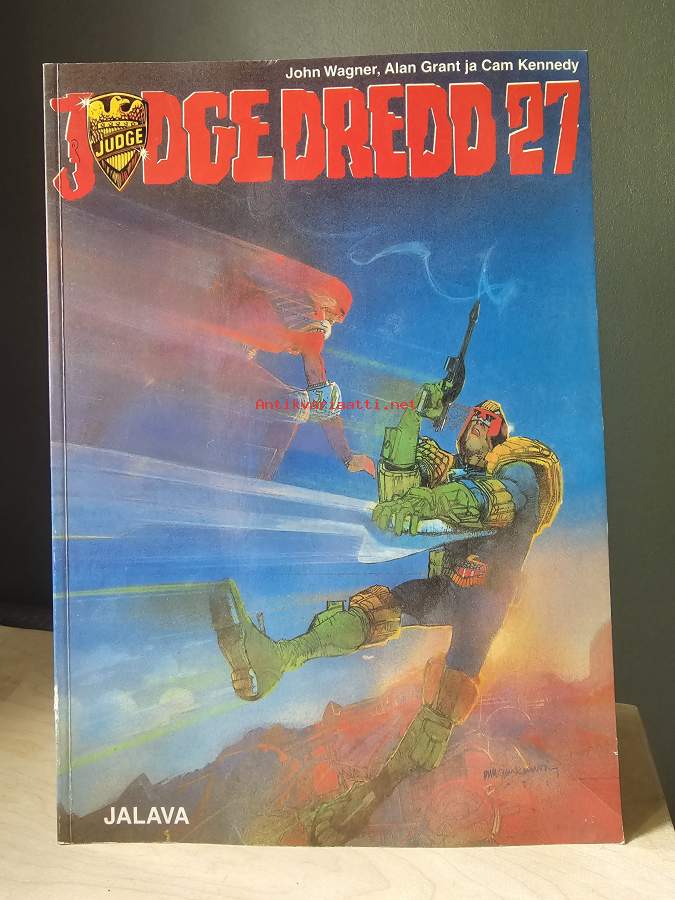 John Wagner, Alan Grant ja Cam Kennedy
JUDGE DREDD 27
JUDGE
Antikvariaatti.net
JALAVA